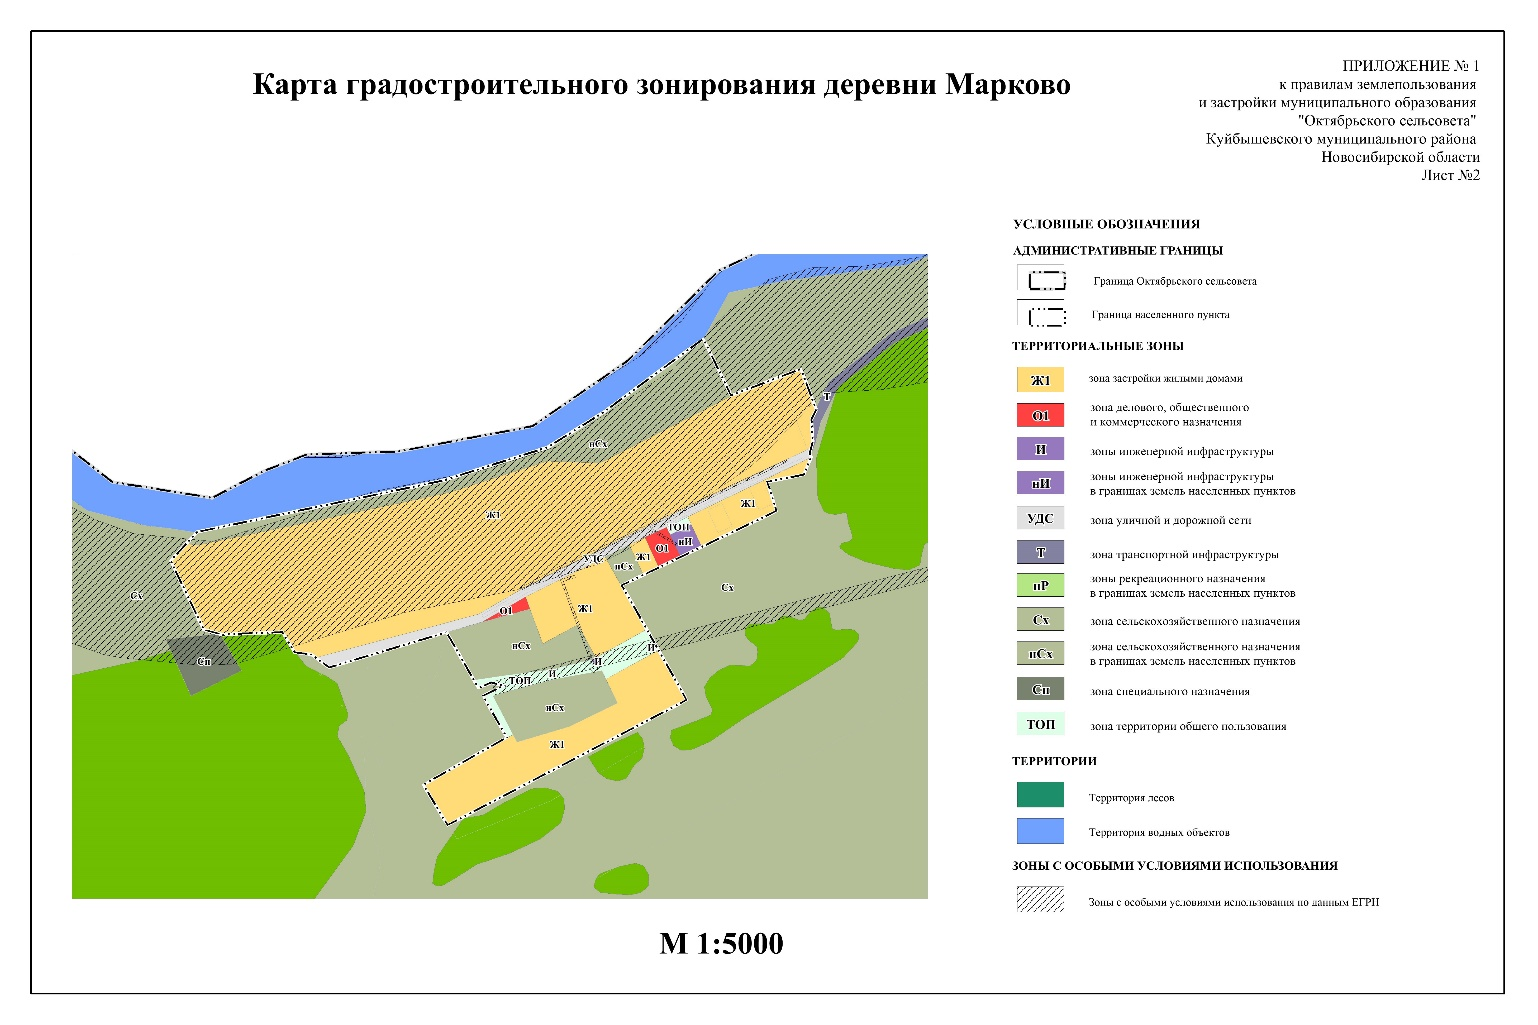 Карта градостроительного зонирования деревни Марково
ПРИЛОЖЕНИЕ № 1
к правилам землепользования
и застройки муниципального образования
"Октябрьского сельсовета"
Куйбышевского муниципального района
Новосибирской области
Лист №2
УСЛОВНЫЕ ОБОЗНАЧЕНИЯ
АДМИНИСТРАТИВНЫЕ ГРАНИЦЫ
Граница Октябрьского сельсовета
Граница населенного пункта
ТЕРРИТОРИАЛЬНЫЕ ЗОНЫ
Ж1 зона застройки жилыми домами
О1 зона делового, общественного
и коммерческого назначения
И зоны инженерной инфраструктуры
нИ зоны инженерной инфраструктуры
в границах земель населенных пунктов
УДС зона уличной и дорожной сети
Т зона транспортной инфраструктуры
нР зоны рекреационного назначения
в границах земель населенных пунктов
Сх зона сельскохозяйственного назначения
нСх зона сельскохозяйственного назначения
в границах земель населенных пунктов
Сп зона специального назначения
ТОП зона территории общего пользования
ТЕРРИТОРИИ
Территория лесов
Территория водных объектов
ЗОНЫ С ОСОБЫМИ УСЛОВИЯМИ ИСПОЛЬЗОВАНИЯ
Зоны с особыми условиями использования по данным ЕГРН
Т
нСх
Ж1
Ж1
ТОП
нИ
О1
Ж1
УДС
нСх
Сх
Сх
Ж1
О1
нСх
И
И
Сп
И
ТОП
нСх
Ж1
М 1:5000